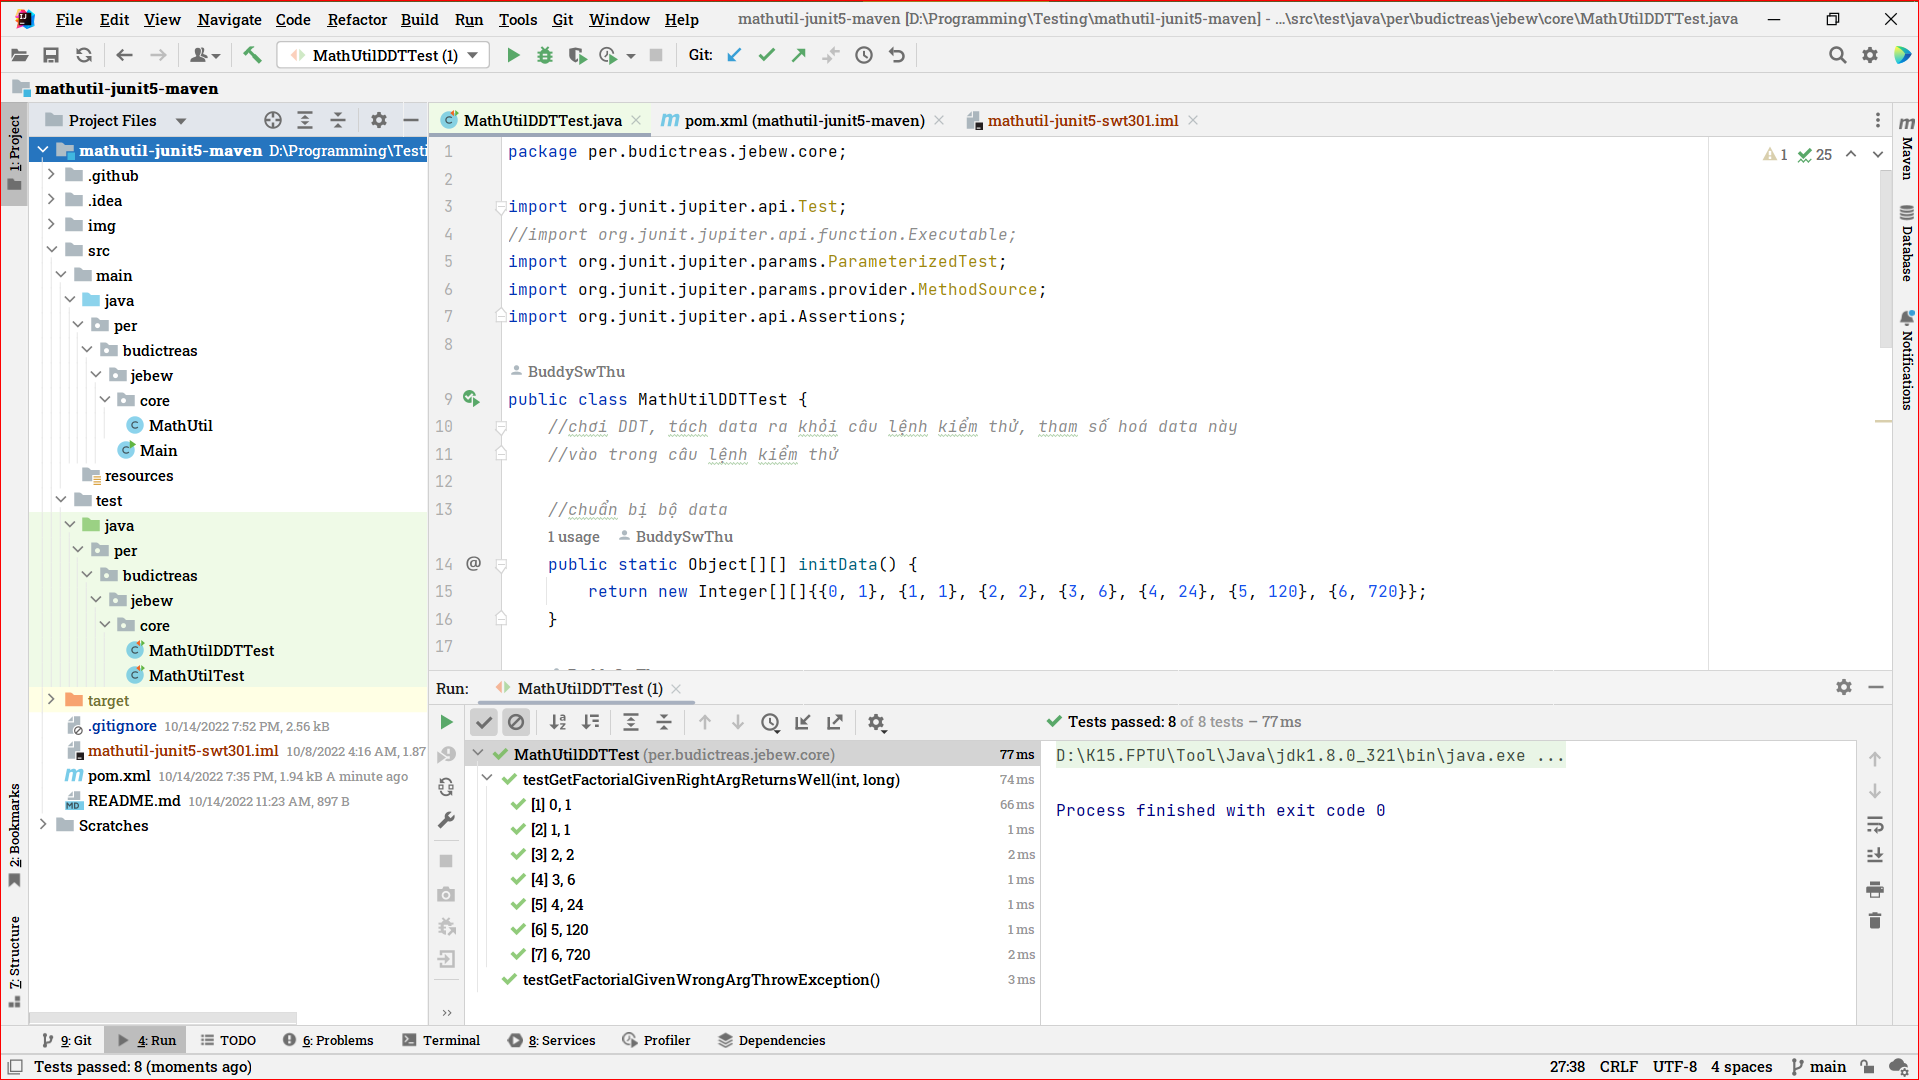 File Edit View Navigate Code Refactor Build Run Tools Git Window Help mathutil-junit5-maven [D:\Programming\Testing\mathutil-junit5-maven] - ...\src\test\java\per\budictreas\jebew\core\MathUtilDDTTest.java
MathUtilDDTTest (1) Git:
mathutil-junit5-maven
1: Project
Project Files
mathutil-junit5-maven D:\Programming\Testi
.github
.idea
img
src
main
java
per
budictreas
jebew
core
MathUtil
Main
resources
test
java
per
budictreas
jebew
core
MathUtilDDTTest
MathUtilTest
target
.gitignore 10/14/2022 7:52 PM, 2.56 kB
mathutil-junit5-swt301.iml 10/8/2022 4:16 AM, 1.87
pom.xml 10/14/2022 7:35 PM, 1.94 kB A minute ago
README.md 10/14/2022 11:23 AM, 897 B
Scratches
2: Bookmarks
7: Structure
MathUtilDDTTest.java pom.xml (mathutil-junit5-maven) mathutil-junit5-swt301.iml
1 25
1 package per.budictreas.jebew.core;
2
3 import org.junit.jupiter.api.Test;
4 //import org.junit.jupiter.api.function.Executable;
5 import org.junit.jupiter.params.ParameterizedTest;
6 import org.junit.jupiter.params.provider.MethodSource;
7 import org.junit.jupiter.api.Assertions;
8
BuddySwThu
9 public class MathUtilDDTTest {
10 //chơi DDT, tách data ra khỏi câu lệnh kiểm thử, tham số hoá data này
11 //vào trong câu lệnh kiểm thử
12
13 //chuẩn bị bộ data
1 usage BuddySwThu
14 @ public static Object[][] initData() {
15 return new Integer[][]{{0, 1}, {1, 1}, {2, 2}, {3, 6}, {4, 24}, {5, 120}, {6, 720}};
16 }
17
m Maven
Database
Notifications
Run: MathUtilDDTTest (1)
Tests passed: 8 of 8 tests – 77 ms
MathUtilDDTTest (per.budictreas.jebew.core) 77 ms
testGetFactorialGivenRightArgReturnsWell(int, long) 74 ms
[1] 0, 1 66 ms
[2] 1, 1 1 ms
[3] 2, 2 2 ms
[4] 3, 6 1 ms
[5] 4, 24 1 ms
[6] 5, 120 1 ms
[7] 6, 720 2 ms
testGetFactorialGivenWrongArgThrowException() 3 ms
D:\K15.FPTU\Tool\Java\jdk1.8.0_321\bin\java.exe ...
Process finished with exit code 0
9: Git 4: Run TODO 6: Problems Terminal 8: Services Profiler Dependencies
Tests passed: 8 (moments ago) 27:38 CRLF UTF-8 4 spaces main